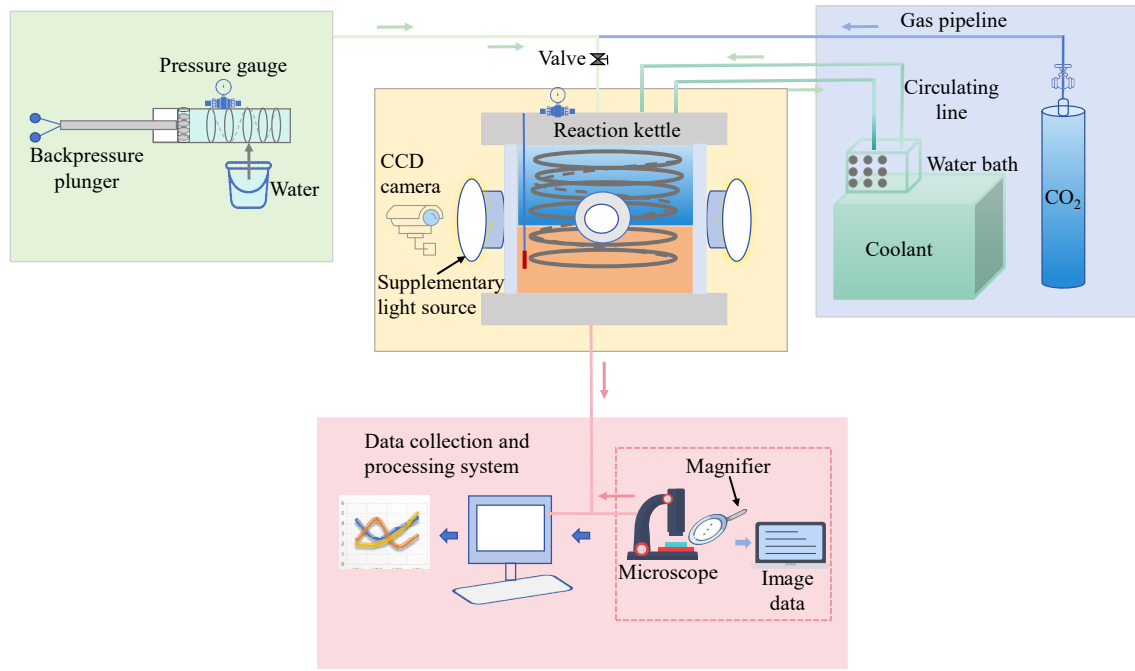 Gas pipeline
Pressure gauge
Valve
Circulating
line
Backpressure
plunger
Water
CCD
camera
Reaction kettle
Water bath
CO₂
Coolant
Supplementary
light source
Data collection and
processing system
Magnifier
Microscope
Image
data